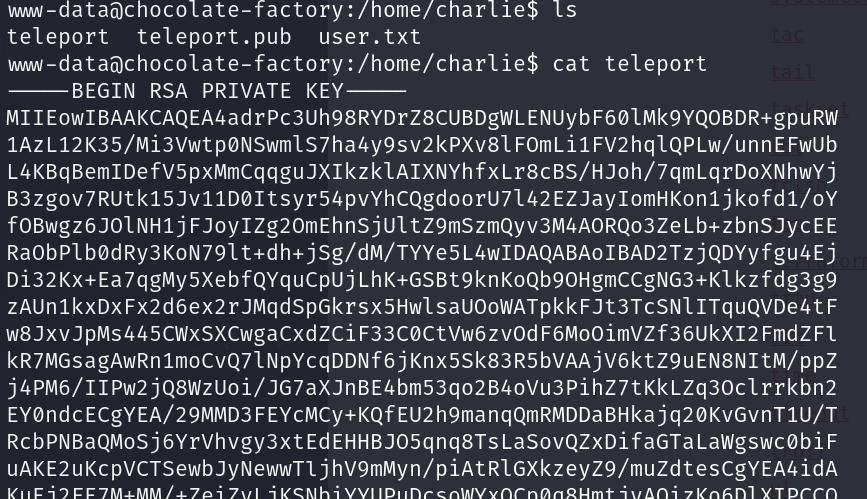 www-data@chocolate-factory:/home/charlie$ ls
teleport  teleport.pub  user.txt
www-data@chocolate-factory:/home/charlie$ cat teleport
-----BEGIN RSA PRIVATE KEY-----
MIIEowIBAAKCAQEA4adrPc3Uh98RYDrZ8CUBDgWLENUybF60lMk9YQOBDR+gpuRW
1AzL12K35/Mi3Vwtp0NSwmlS7ha4y9sv2kPXv8lFOmLi1FV2hqlQPLw/unnEFwUb
L4KBqBemIDefV5pxMmCqqguJXIkzklAIXNYhfxLr8cBS/HJoh/7qmLqrDoXNhwYj
B3zgov7RUtk15Jv11D0Itsyr54pvYhCQgdoorU7l42EZJayIomHKon1jkofd1/oY
fOBwgz6JOlNH1jFJoyIZg2OmEhnSjUltZ9mSzmQyv3M4AORQo3ZeLb+zbnSJycEE
RaObPlb0dRy3KoN79lt+dh+jSg/dM/TYYe5L4wIDAQABAoIBAD2TzjQDYyfgu4Ej
Di32Kx+Ea7qgMy5XebfQYquCpUjLhK+GSBt9knKoQb9OHgmCCgNG3+Klkzfdg3g9
zAUn1kxDxFx2d6ex2rJMqdSpGkrsx5HwlsaUOoWATpkkFJt3TcSNlITquQVDe4tF
w8JxvJpMs445CWxSXCwgaCxdZCiF33C0CtVw6zvOdF6MoOimVZf36UkXI2FmdZFl
kR7MGsagAwRn1moCvQ7lNpYcqDDNf6jKnx5Sk83R5bVAAjV6ktZ9uEN8NItM/ppZ
j4PM6/IIPw2jQ8WzUoi/JG7aXJnBE4bm53qo2B4oVu3PihZ7tKkLZq3Oclrrkbn2
EY0ndcECgYEA/29MMD3FEYcMCy+KQfEU2h9manqQmRMDDaBHkajq20KvGvnT1U/T
RcbPNBaQMoSj6YrVhvgy3xtEdEHHBJO5qnq8TsLaSovQZxDifaGTaLaWgswc0biF
uAKE2uKcpVCTSewbJyNewwTljhV9mMyn/piAtRlGXkzeyZ9/muZdtesCgYEA4idA
tac
tail